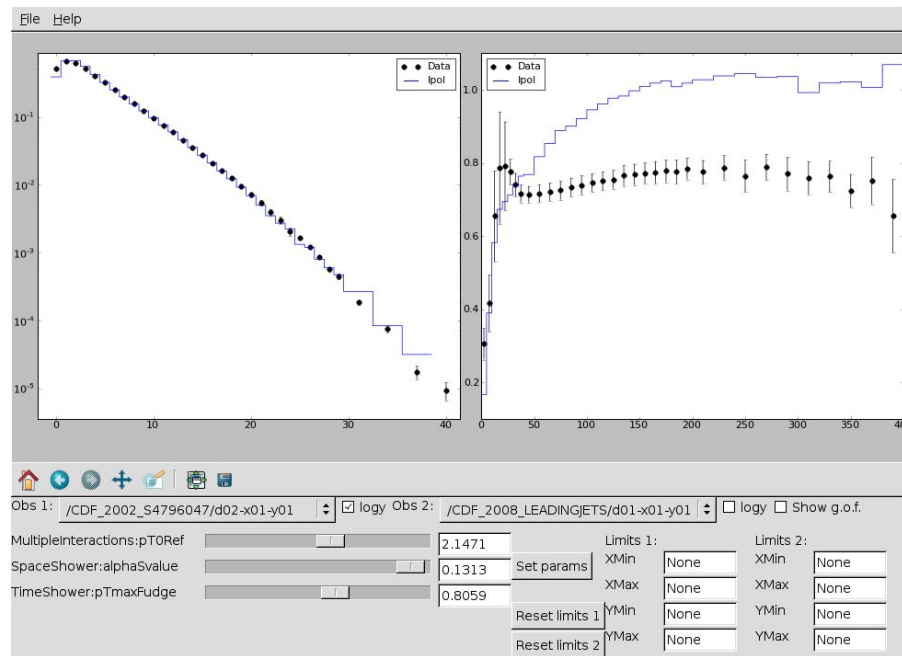 File Help
Data
Ipol
10^-1
10^-2
10^-3
10^-4
10^-5
0 10 20 30 40
Data
Ipol
1.0
0.8
0.6
0.4
0.2
0 50 100 150 200 250 300 350 400
Obs 1: /CDF_2002_S4796047/d02-x01-y01 logy Obs 2: /CDF_2008_LEADINGJETS/d01-x01-y01 logy Show g.o.f.
MultipleInteractions:pT0Ref 2.1471
SpaceShower:alphaSvalue 0.1313
TimeShower:pTmaxFudge 0.8059
Set params
Reset limits 1
Reset limits 2
Limits 1:
XMin None
XMax None
YMin None
YMax None
Limits 2:
XMin None
XMax None
YMin None
YMax None